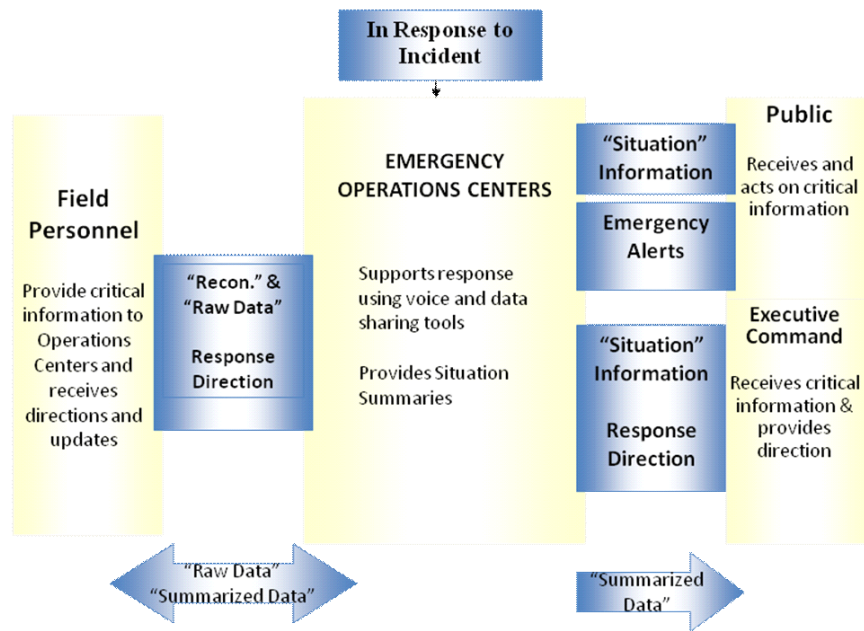 In Response to
Incident
Field
Personnel
Provide critical
information to
Operations
Centers and
receives
directions and
updates
“Recon.” &
“Raw Data”
Response
Direction
EMERGENCY
OPERATIONS CENTERS
Supports response
using voice and data
sharing tools
Provides Situation
Summaries
“Situation”
Information
Emergency
Alerts
“Situation”
Information
Response
Direction
Public
Receives and
acts on critical
information
Executive
Command
Receives critical
information &
provides
direction
“Raw Data”
“Summarized Data”
“Summarized
Data”